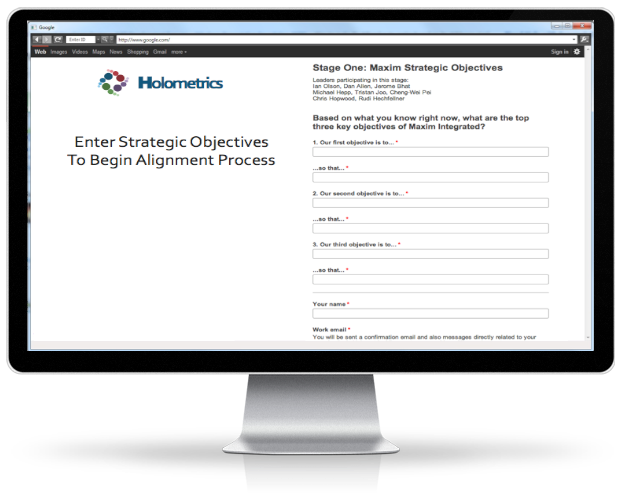 Google
Enter ID
http://www.google.com/
Web Images Videos Maps News Shopping Gmail more
Sign in
Holometrics
Enter Strategic Objectives
To Begin Alignment Process
Stage One: Maxim Strategic Objectives
Leaders participating in this stage:
Ian Olson, Dan Allen, Jerome Shat
Michael Hepp, Tristan Joo, Cheng-Wei Pei
Chris Hopwood, Rudi Hechfellner
Based on what you know right now, what are the top
three key objectives of Maxim Integrated?
1. Our first objective is to... *
...so that... *
2. Our second objective is to... *
...so that... *
3. Our third objective is to... *
...so that... *
Your name *
Work email *
You will be sent a confirmation email and also messages directly related to your